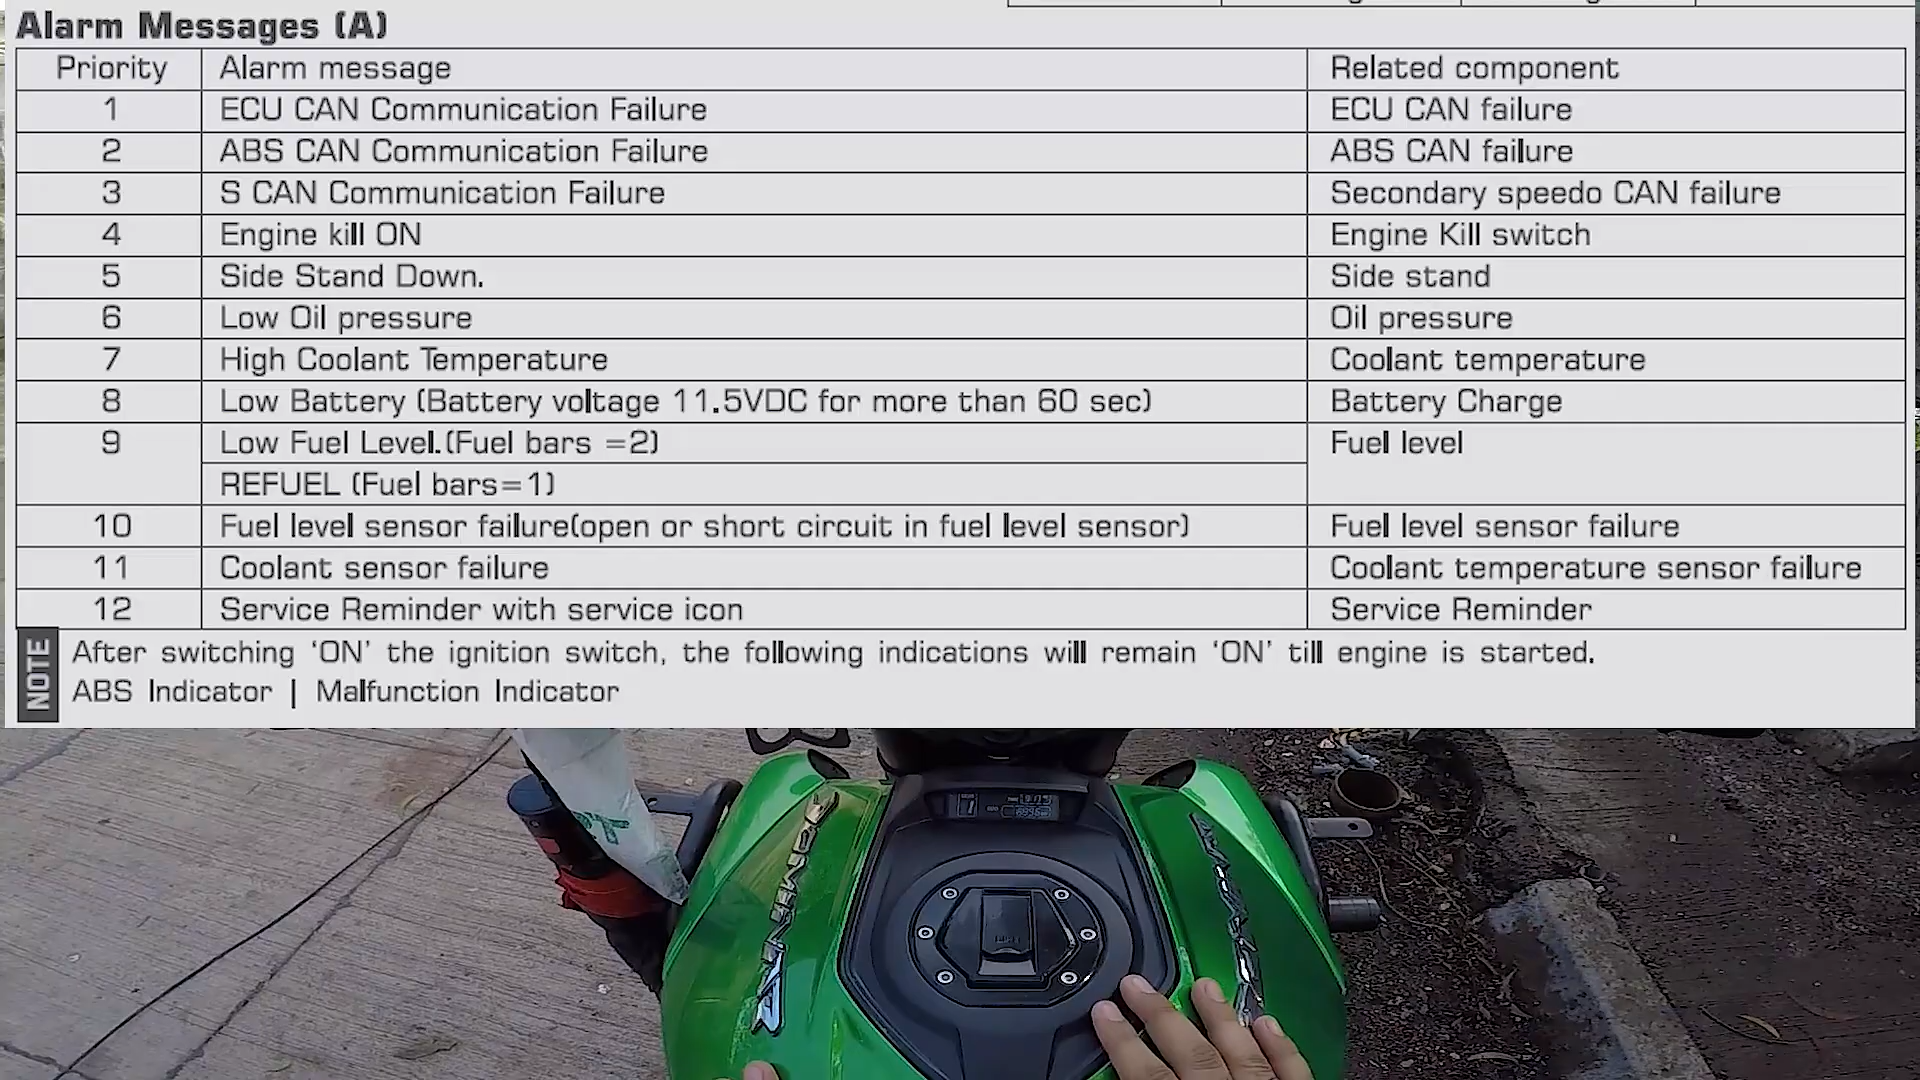 Alarm Messages (A)
Priority Alarm message Related component
1 ECU CAN Communication Failure ECU CAN failure
2 ABS CAN Communication Failure ABS CAN failure
3 S CAN Communication Failure Secondary speedo CAN failure
4 Engine kill ON Engine Kill switch
5 Side Stand Down. Side stand
6 Low Oil pressure Oil pressure
7 High Coolant Temperature Coolant temperature
8 Low Battery (Battery voltage 11.5VDC for more than 60 sec) Battery Charge
9 Low Fuel Level.(Fuel bars =2) Fuel level
REFUEL (Fuel bars=1)
10 Fuel level sensor failure(open or short circuit in fuel level sensor) Fuel level sensor failure
11 Coolant sensor failure Coolant temperature sensor failure
12 Service Reminder with service icon Service Reminder
NOTE
After switching ‘ON’ the ignition switch, the following indications will remain ‘ON’ till engine is started.
ABS Indicator | Malfunction Indicator
DOMINAR